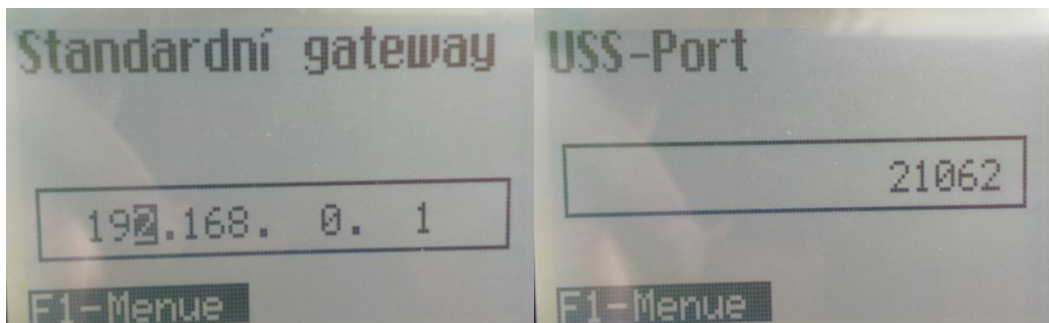 Standardní gateway
192.168. 0. 1
F1-Menue
USS-Port
21062
F1-Menue